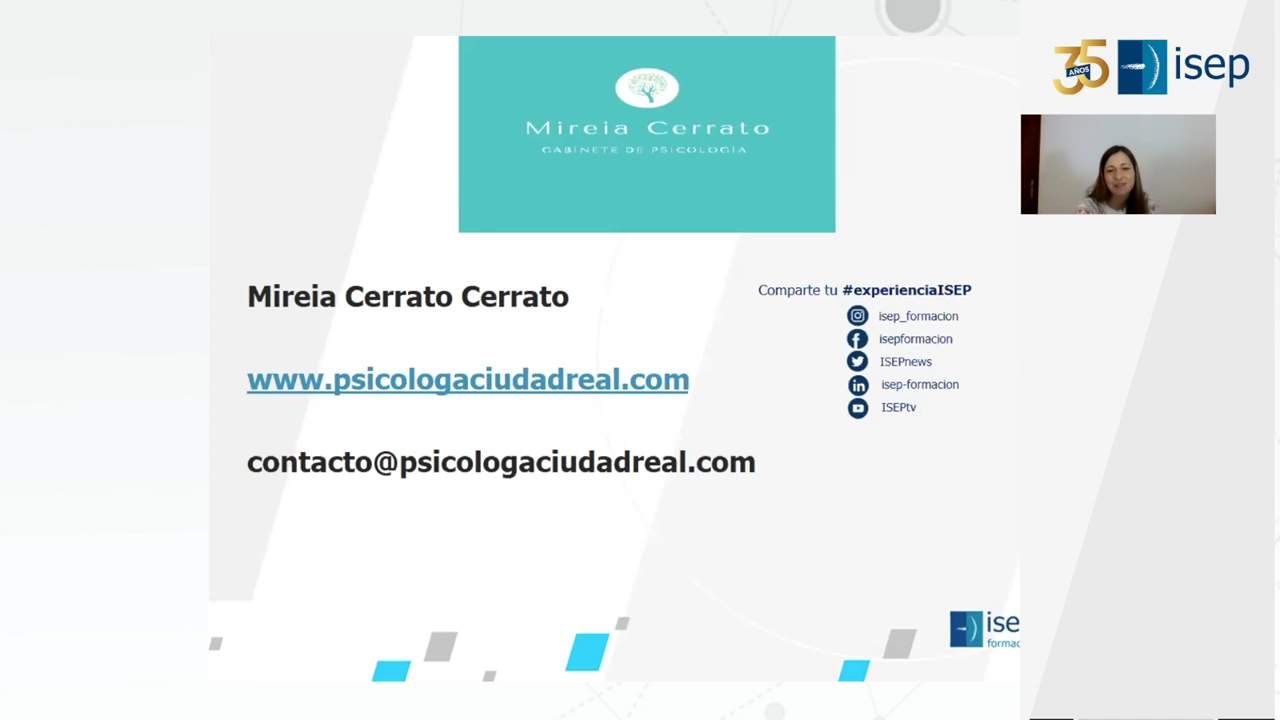 35
AÑOS
isep
Mireia Cerrato
GABINETE DE PSICOLOGÍA
Mireia Cerrato Cerrato
www.psicologaciudadreal.com
contacto@psicologaciudadreal.com
Comparte tu #experienciaISEP
isep_formacion
isepformacion
ISEPnews
isep-formacion
ISEPtv
ise
formac